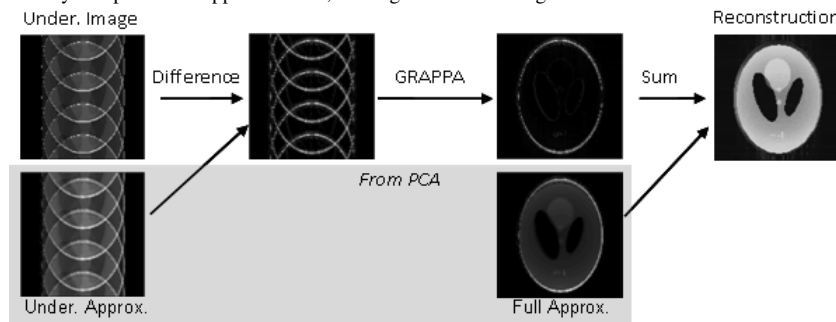 Under. Image
Reconstruction
Difference
GRAPPA
Sum
From PCA
Under. Approx.
Full Approx.